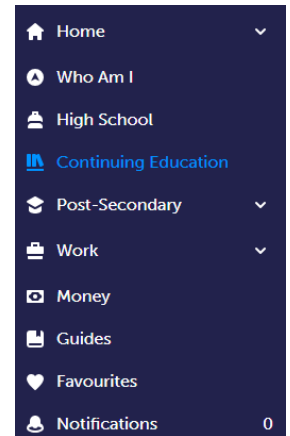 Home
Who Am I
High School
Continuing Education
Post-Secondary
Work
Money
Guides
Favourites
Notifications 0